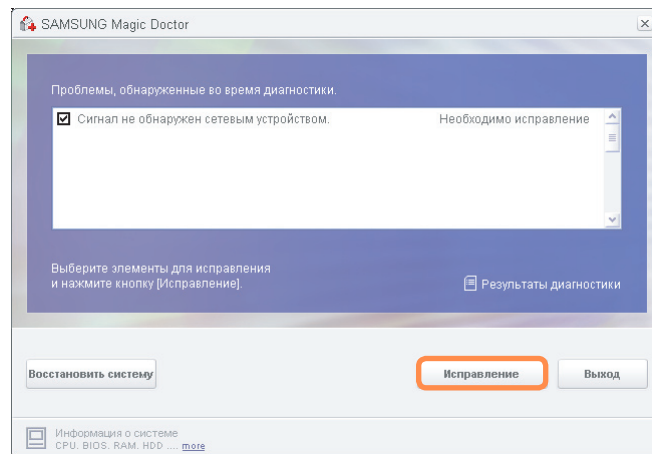 SAMSUNG Magic Doctor
Проблемы, обнаруженные во время диагностики.
Сигнал не обнаружен сетевым устройством. Необходимо исправление
Выберите элементы для исправления
и нажмите кнопку [Исправление].
Результаты диагностики
Восстановить систему Исправление Выход
Информация о системе
CPU. BIOS. RAM. HDD .... more